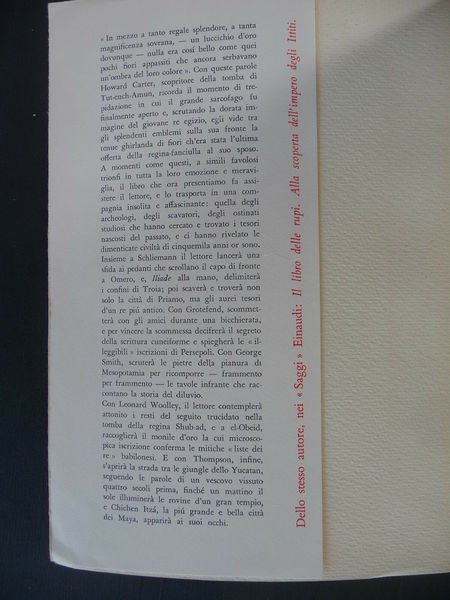 « In mezzo a tanto regale splendore, a tanta
magnificenza sovrana, — un luccichio d'oro
dovunque — nulla era cosí bello come quei
pochi fiori appassiti che ancora serbavano
un'ombra del loro colore ». Con queste parole
Howard Carter, scopritore della tomba di
Tut-ench-Amun, ricorda il momento di tre-
pidazione in cui il grande sarcofago fu
finalmente aperto e, scrutando la dorata im-
magine del giovane re egizio, egli vide tra
gli splendenti emblemi sulla sua fronte la
tenue ghirlanda di fiori ch'era stata l'ultima
offerta della regina-fanciulla al suo sposo.
A momenti come questi, a simili favolosi
trionfi in tutta la loro emozione e meravi-
glia, il libro che ora presentiamo fa assi-
stere il lettore, e lo trasporta in una com-
pagnia insolita e affascinante: quella degli
archeologi, degli scavatori, degli ostinati
studiosi che hanno cercato e trovato i tesori
nascosti del passato, e ci hanno rivelato le
dimenticate civiltà di cinquemila anni or sono.
Insieme a Schliemann il lettore lancerà una
sfida ai pedanti che scrollano il capo di fronte
a Omero, e, Iliade alla mano, delimiterà
i confini di Troia; poi scaverà e troverà non
solo la città di Priamo, ma gli aurei tesori
d'un re piú antico. Con Grotefend, scommet-
terà con gli amici durante una bicchierata,
e per vincere la scommessa decifrerà il segreto
della scrittura cuneiforme e spiegherà le «il-
leggibili» iscrizioni di Persepoli. Con George
Smith, scruterà le pietre della pianura di
Mesopotamia per ricomporre — frammento
per frammento — le tavole infrante che rac-
contano la storia del diluvio.
Con Leonard Woolley, il lettore contemplerà
attonito i resti del seguito trucidato nella
tomba della regina Shub-ad, e a el-Obeid,
raccoglierà il monile d'oro la cui microsco-
pica iscrizione conferma le mitiche «liste dei
re» babilonesi. E con Thompson, infine,
s'aprirà la strada tra le giungle dello Yucatan,
seguendo le parole di un vescovo vissuto
quattro secoli prima, finché un mattino il
sole illuminerà le rovine d'un gran tempio,
e Chichen Itzá, la piú grande e bella città
dei Maya, apparirà ai suoi occhi.
Dello stesso autore, nei «Saggi» Einaudi: Il libro delle rupi. Alla scoperta dell'impero degli Ittiti.